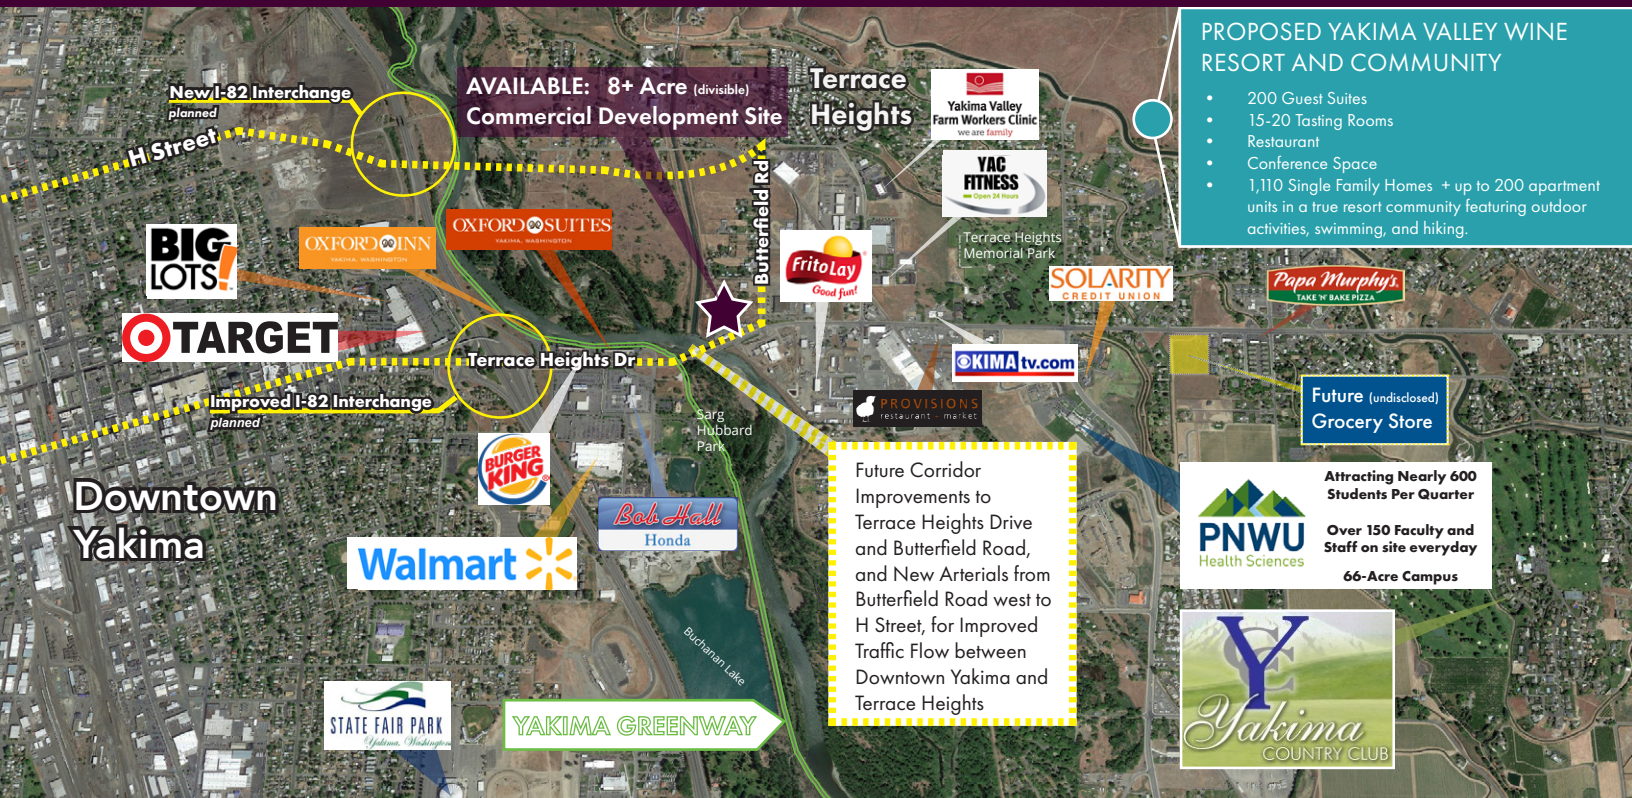 PROPOSED YAKIMA VALLEY WINE
RESORT AND COMMUNITY
• 200 Guest Suites
• 15-20 Tasting Rooms
• Restaurant
• Conference Space
• 1,110 Single Family Homes + up to 200 apartment
units in a true resort community featuring outdoor
activities, swimming, and hiking.
New I-82 Interchange
planned
H Street
AVAILABLE: 8+ Acre (divisible)
Commercial Development Site
Terrace
Heights
Yakima Valley
Farm Workers Clinic
we are family
YAC
FITNESS
Open 24 Hours
Butterfield Rd
Terrace Heights
Memorial Park
BIG
LOTS!
OXFORD INN
YAKIMA, WASHINGTON
OXFORD SUITES
YAKIMA, WASHINGTON
FritoLay
Good fun!
SOLARITY
CREDIT UNION
Papa Murphy's
TAKE 'N' BAKE PIZZA
TARGET
Terrace Heights Dr
KIMAtv.com
Improved I-82 Interchange
planned
PROVISIONS
restaurant - market
Future (undisclosed)
Grocery Store
Sarg
Hubbard
Park
BURGER
KING
Downtown
Yakima
Bob Hall
Honda
Walmart
Future Corridor
Improvements to
Terrace Heights Drive
and Butterfield Road,
and New Arterials from
Butterfield Road west to
H Street, for Improved
Traffic Flow between
Downtown Yakima and
Terrace Heights
PNWU
Health Sciences
Attracting Nearly 600
Students Per Quarter
Over 150 Faculty and
Staff on site everyday
66-Acre Campus
Buchanan Lake
STATE FAIR PARK
Yakima, Washington
YAKIMA GREENWAY
YCC
Yakima
COUNTRY CLUB